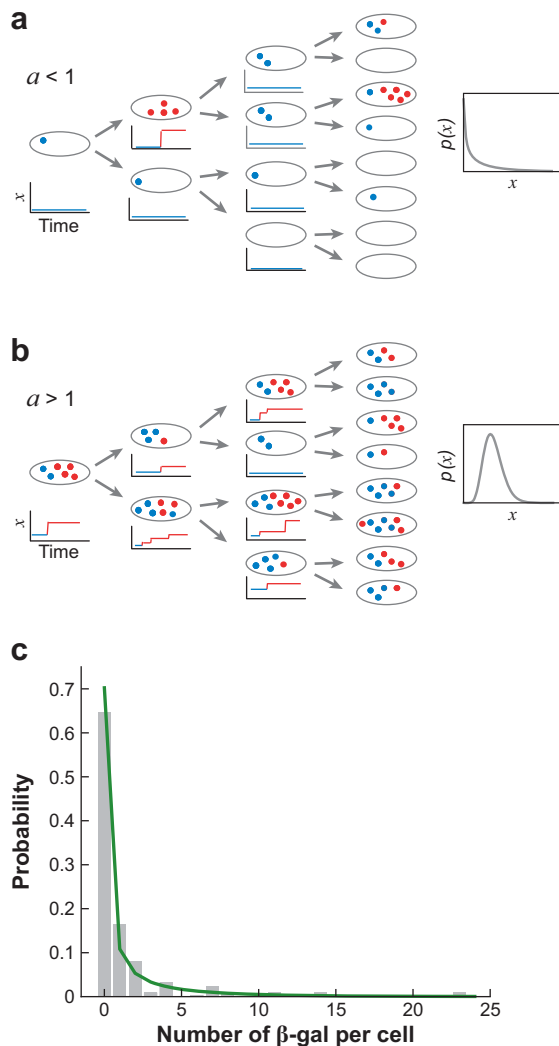 a
a < 1
x
Time
p(x)
x
b
a > 1
x
Time
p(x)
x
c
0.7
0.6
0.5
0.4
0.3
0.2
0.1
0
Probability
0 5 10 15 20 25
Number of β-gal per cell